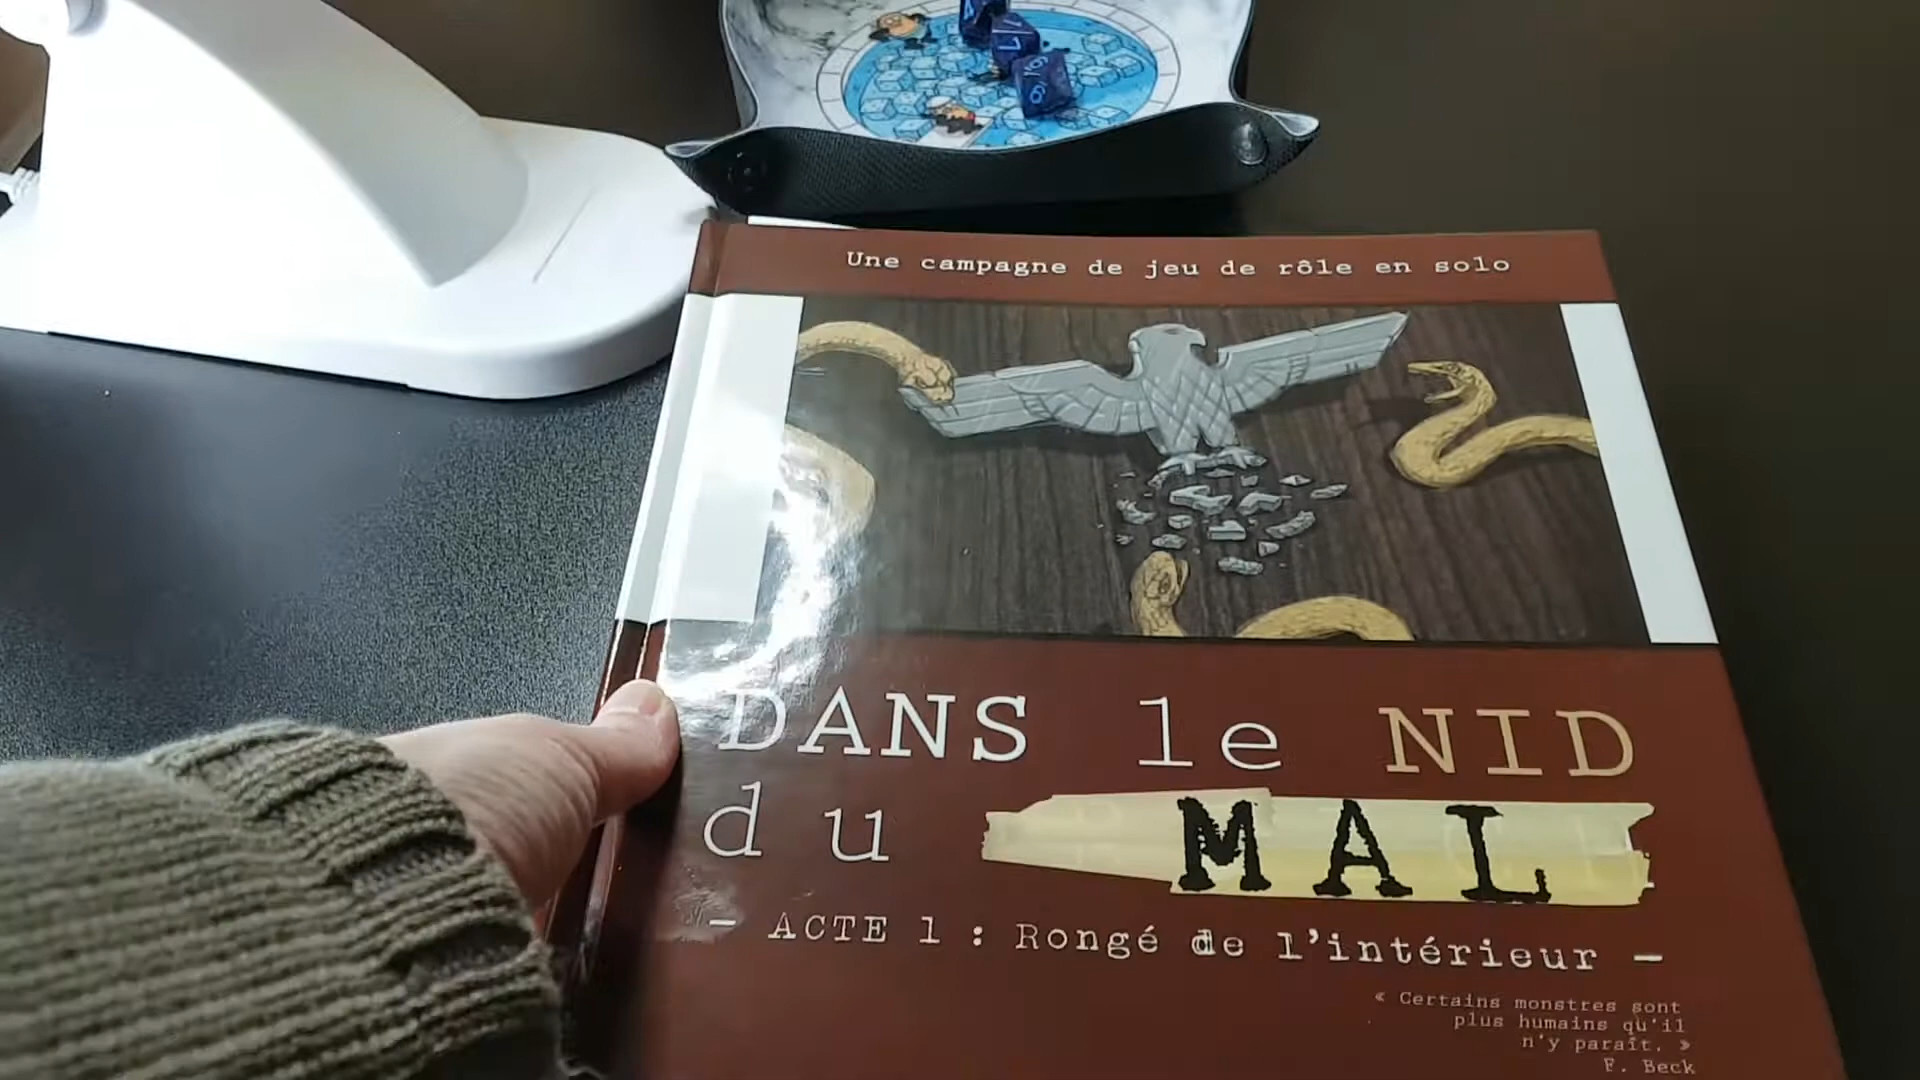 Une campagne de jeu de rôle en solo
DANS le NID
du MAL
— ACTE 1 : Rongé de l'intérieur —
« Certains monstres sont
plus humains qu'il
n'y paraît. »
F. Beck